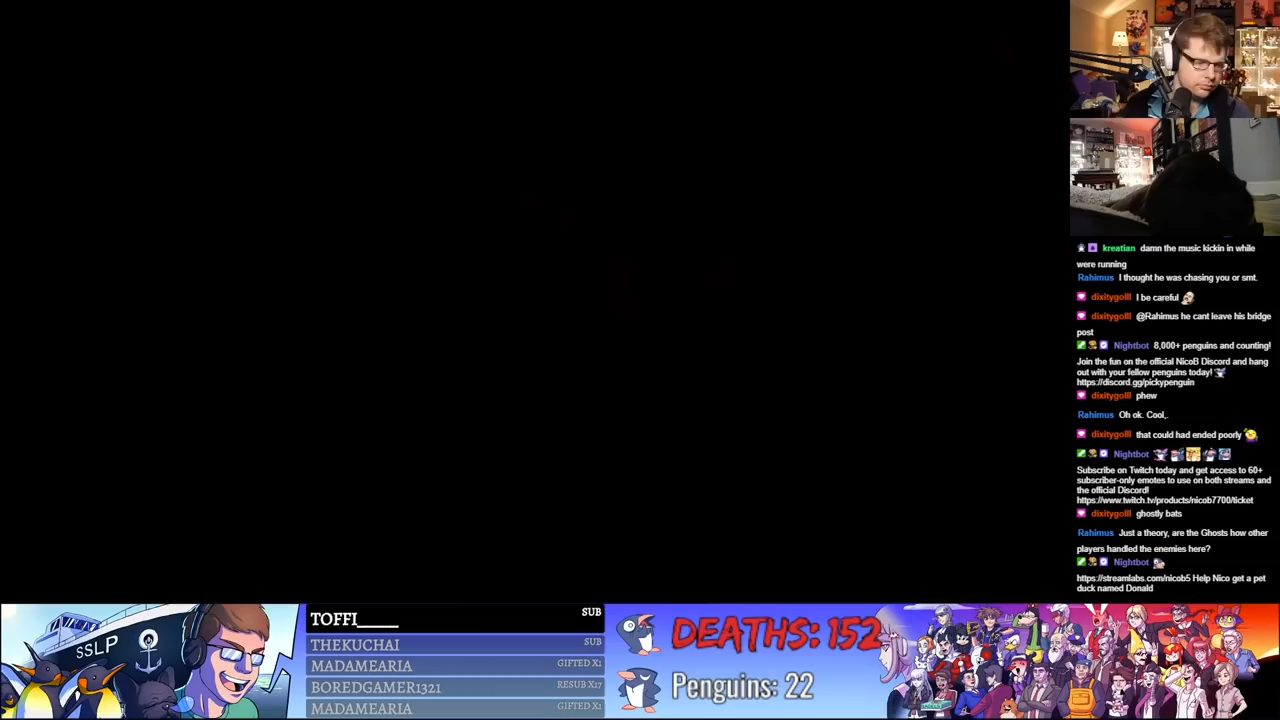 kreatian damn the music kickin in while
were running
Rahimus I thought he was chasing you or smt.
dixitygolll I be careful
dixitygolll @Rahimus he cant leave his bridge
post
Nightbot 8,000+ penguins and counting!
Join the fun on the official NicoB Discord and hang
out with your fellow penguins today!
https://discord.gg/pickypenguin
dixitygolll phew
Rahimus Oh ok. Cool,.
dixitygolll that could had ended poorly
Nightbot
Subscribe on Twitch today and get access to 60+
subscriber-only emotes to use on both streams and
the official Discord!
https://www.twitch.tv/products/nicob7700/ticket
dixitygolll ghostly bats
Rahimus Just a theory, are the Ghosts how other
players handled the enemies here?
Nightbot
https://streamlabs.com/nicob5 Help Nico get a pet
duck named Donald
SSLP
TOFFI_____ SUB
THEKUCHAI SUB
MADAMEARIA GIFTED X1
BOREDGAMER1321 RESUB X17
MADAMEARIA GIFTED X1
DEATHS: 152
Penguins: 22